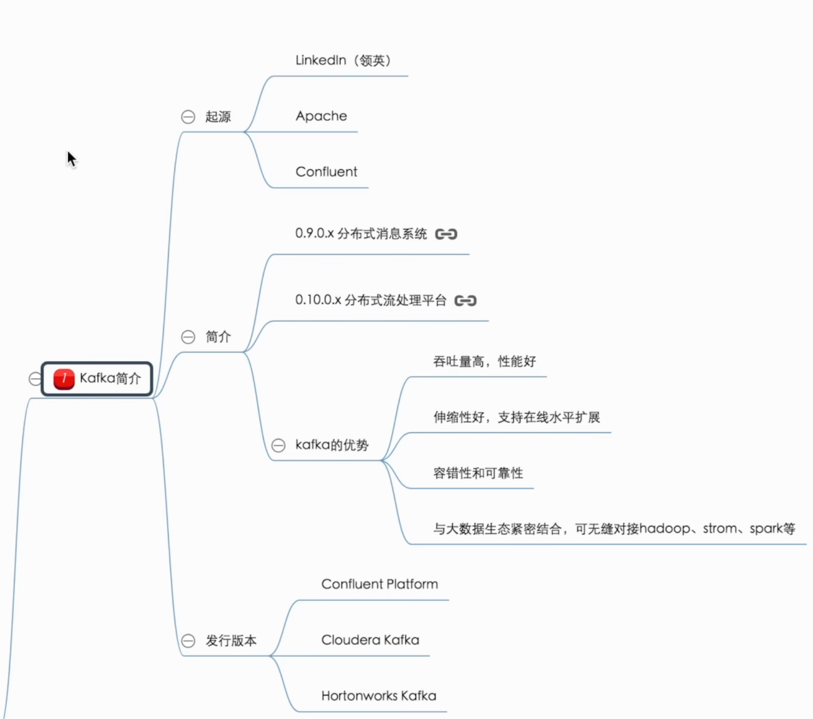 LinkedIn（领英）
起源
Apache
Confluent
0.9.0.x 分布式消息系统
0.10.0.x 分布式流处理平台
简介
吞吐量高，性能好
1 Kafka简介
伸缩性好，支持在线水平扩展
kafka的优势
容错性和可靠性
与大数据生态紧密结合，可无缝对接hadoop、strom、spark等
Confluent Platform
发行版本
Cloudera Kafka
Hortonworks Kafka